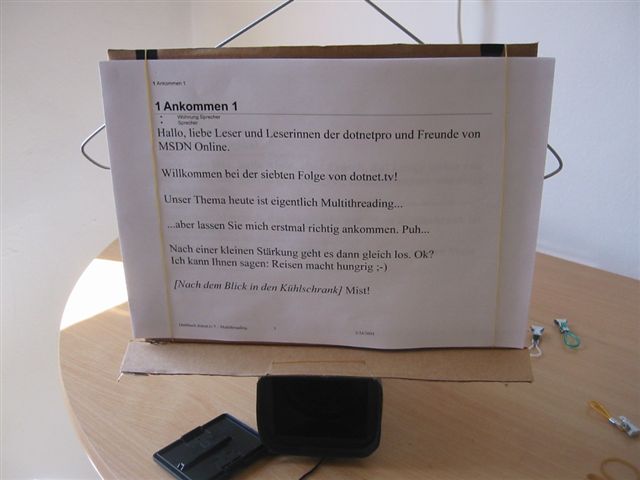 1 Ankommen 1
1 Ankommen 1
• Wohnung Sprecher
• Sprecher
Hallo, liebe Leser und Leserinnen der dotnetpro und Freunde von
MSDN Online.
Willkommen bei der siebten Folge von dotnet.tv!
Unser Thema heute ist eigentlich Multithreading...
...aber lassen Sie mich erstmal richtig ankommen. Puh...
Nach einer kleinen Stärkung geht es dann gleich los. Ok?
Ich kann Ihnen sagen: Reisen macht hungrig ;-)
[Nach dem Blick in den Kühlschrank] Mist!
Drehbuch dotnet.tv 7 - Multithreading